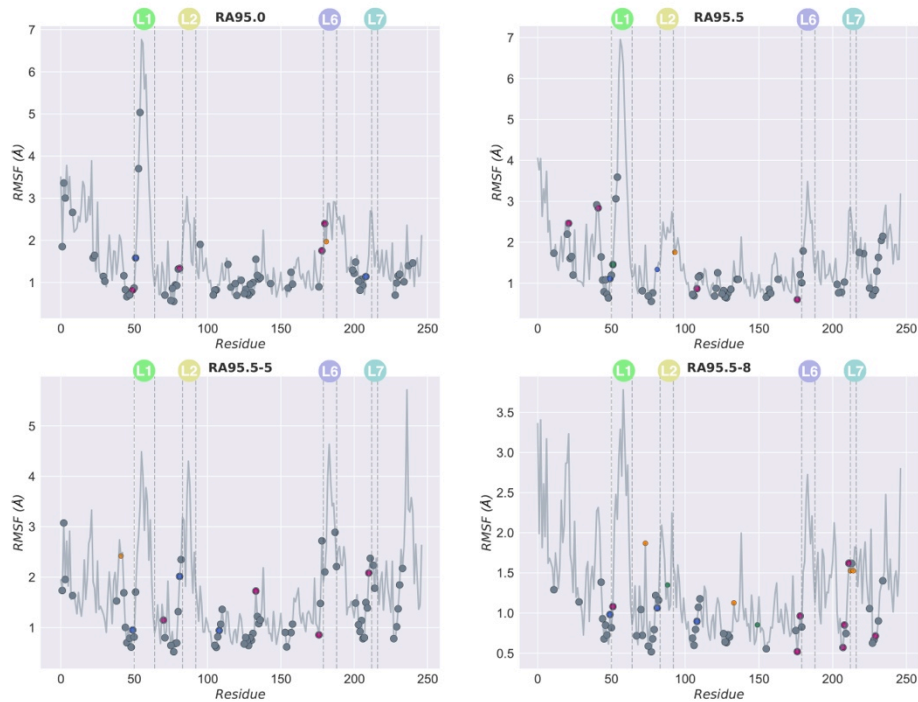 L1 L2 RA95.0 L6 L7
7
6
5
4
3
2
1
RMSF (Å)
0 50 100 150 200 250
Residue
L1 L2 RA95.5 L6 L7
7
6
5
4
3
2
1
RMSF (Å)
0 50 100 150 200 250
Residue
L1 L2 RA95.5-5 L6 L7
5
4
3
2
1
RMSF (Å)
0 50 100 150 200 250
Residue
L1 L2 RA95.5-8 L6 L7
3.5
3.0
2.5
2.0
1.5
1.0
0.5
RMSF (Å)
0 50 100 150 200 250
Residue